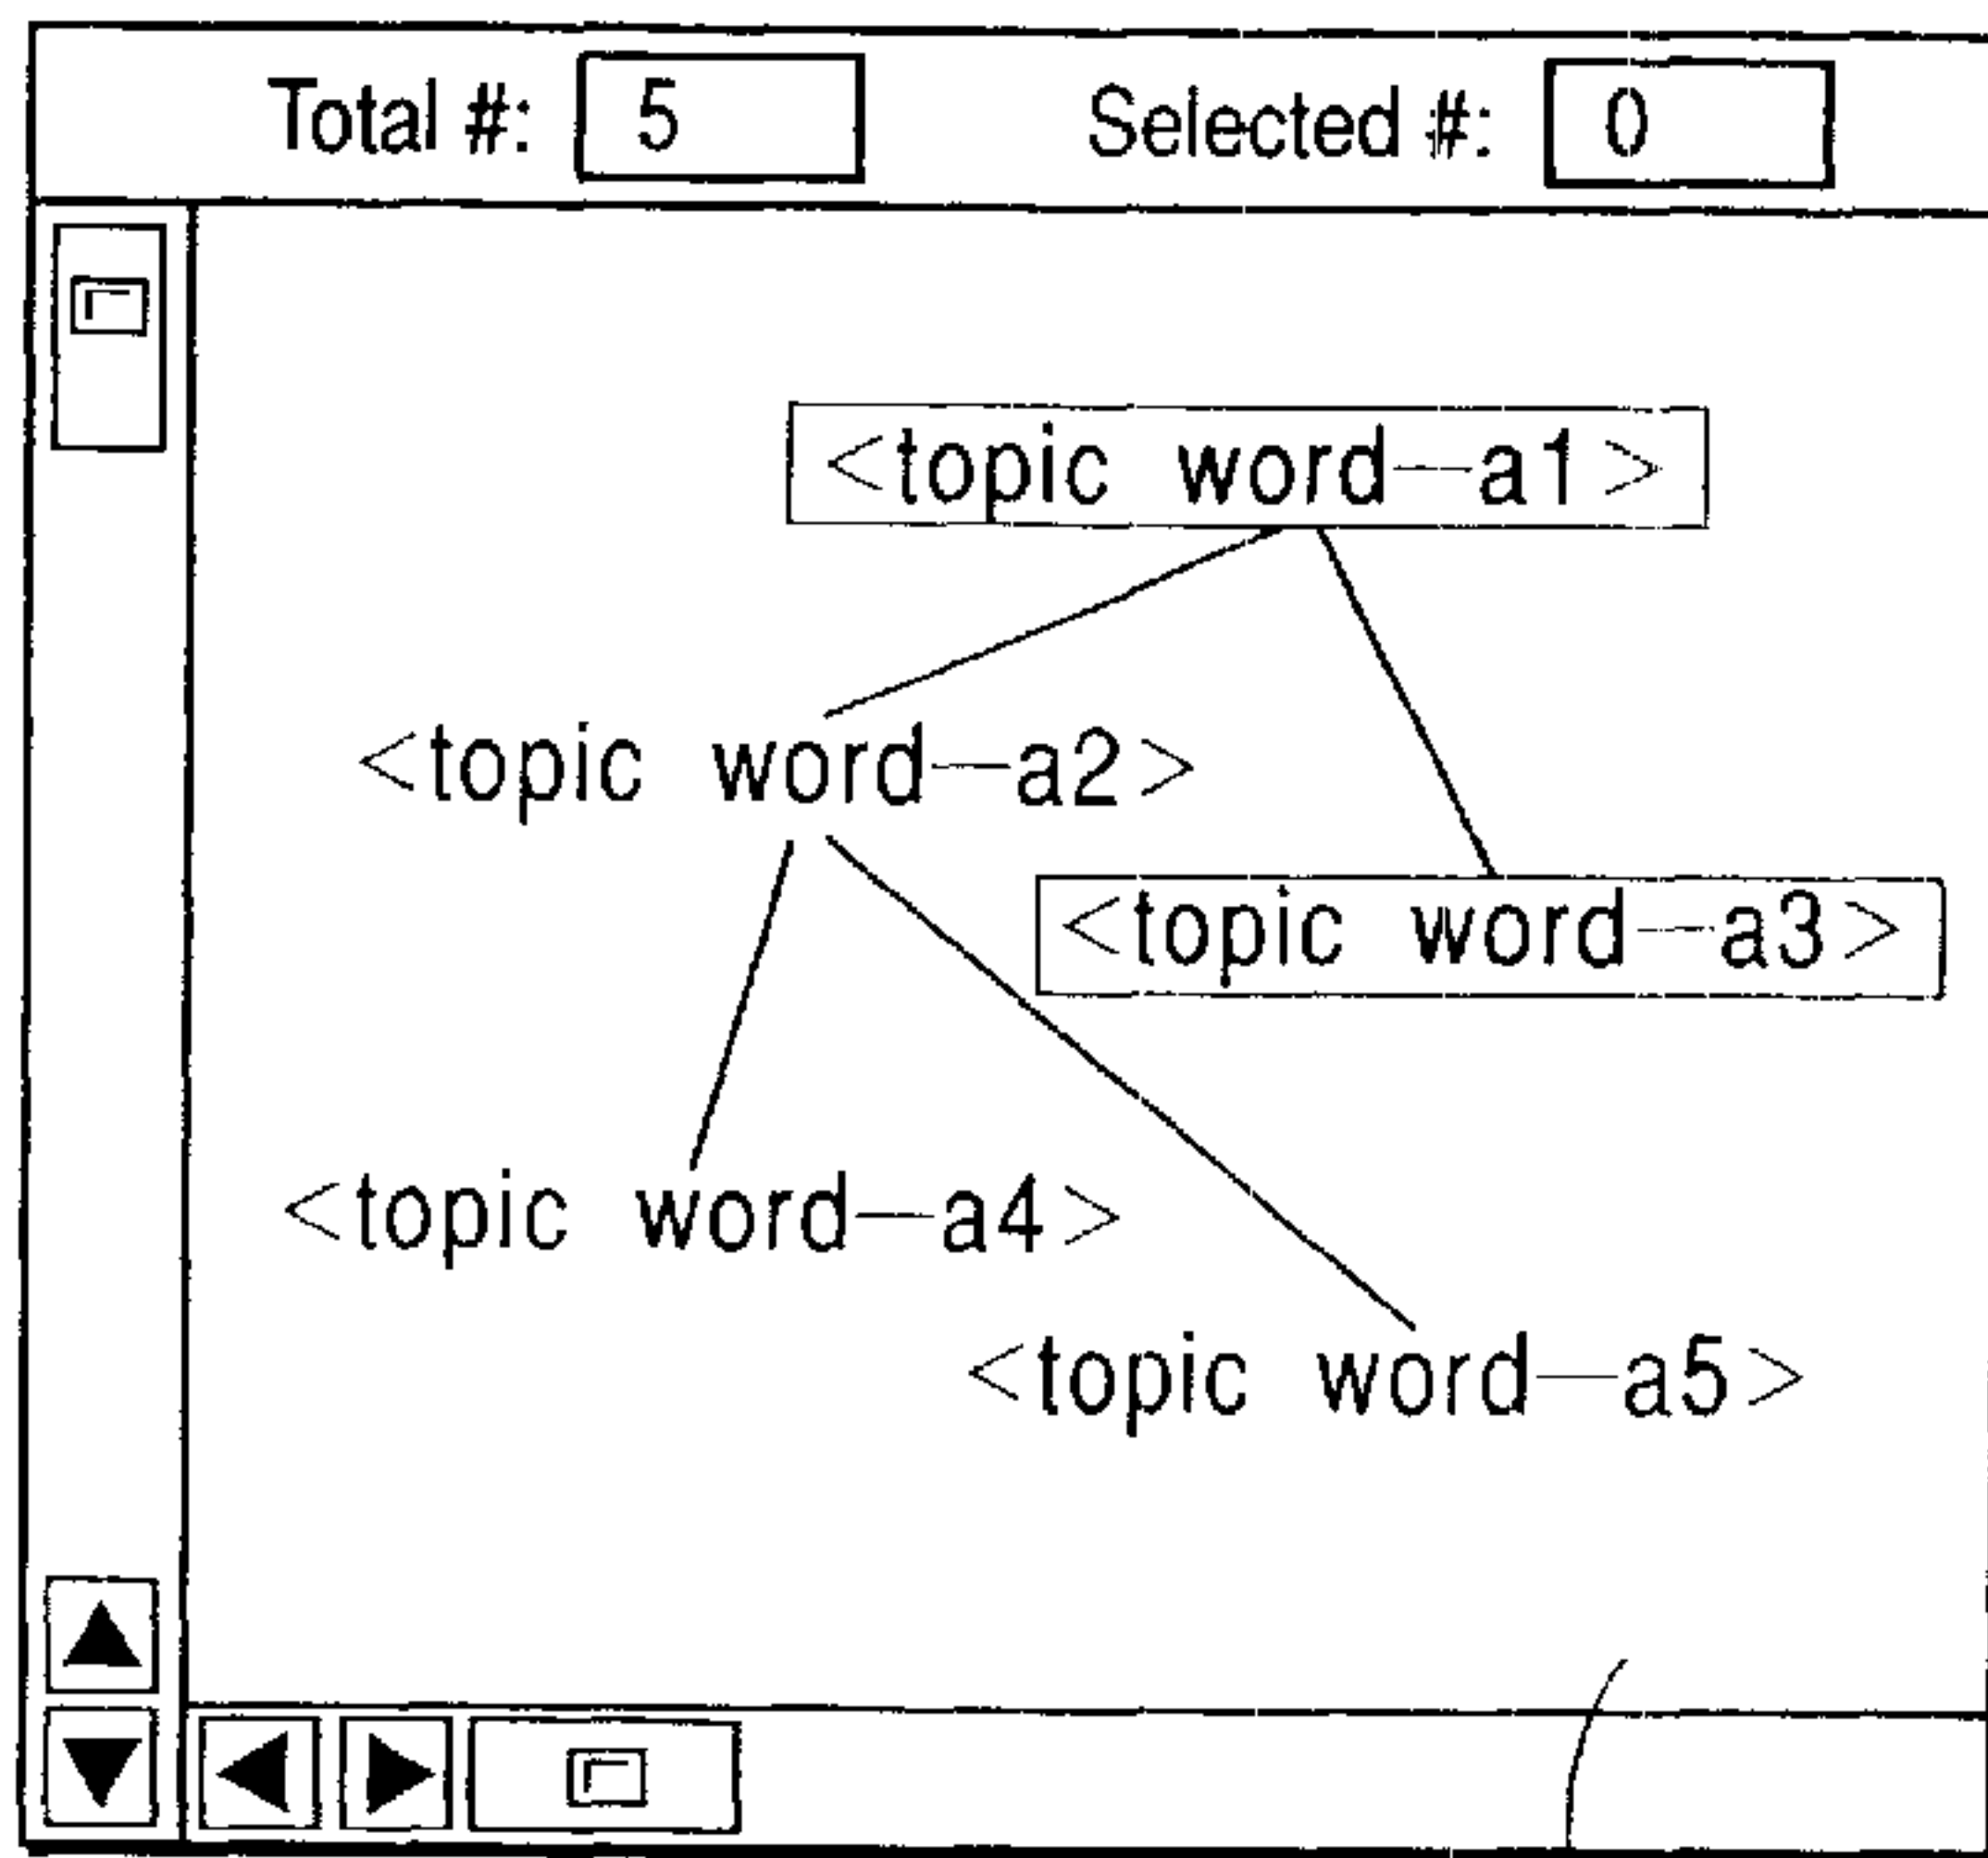 Total #: 5 Selected #: 0
<topic word—a1>
<topic word—a2>
<topic word—a3>
<topic word—a4>
<topic word—a5>